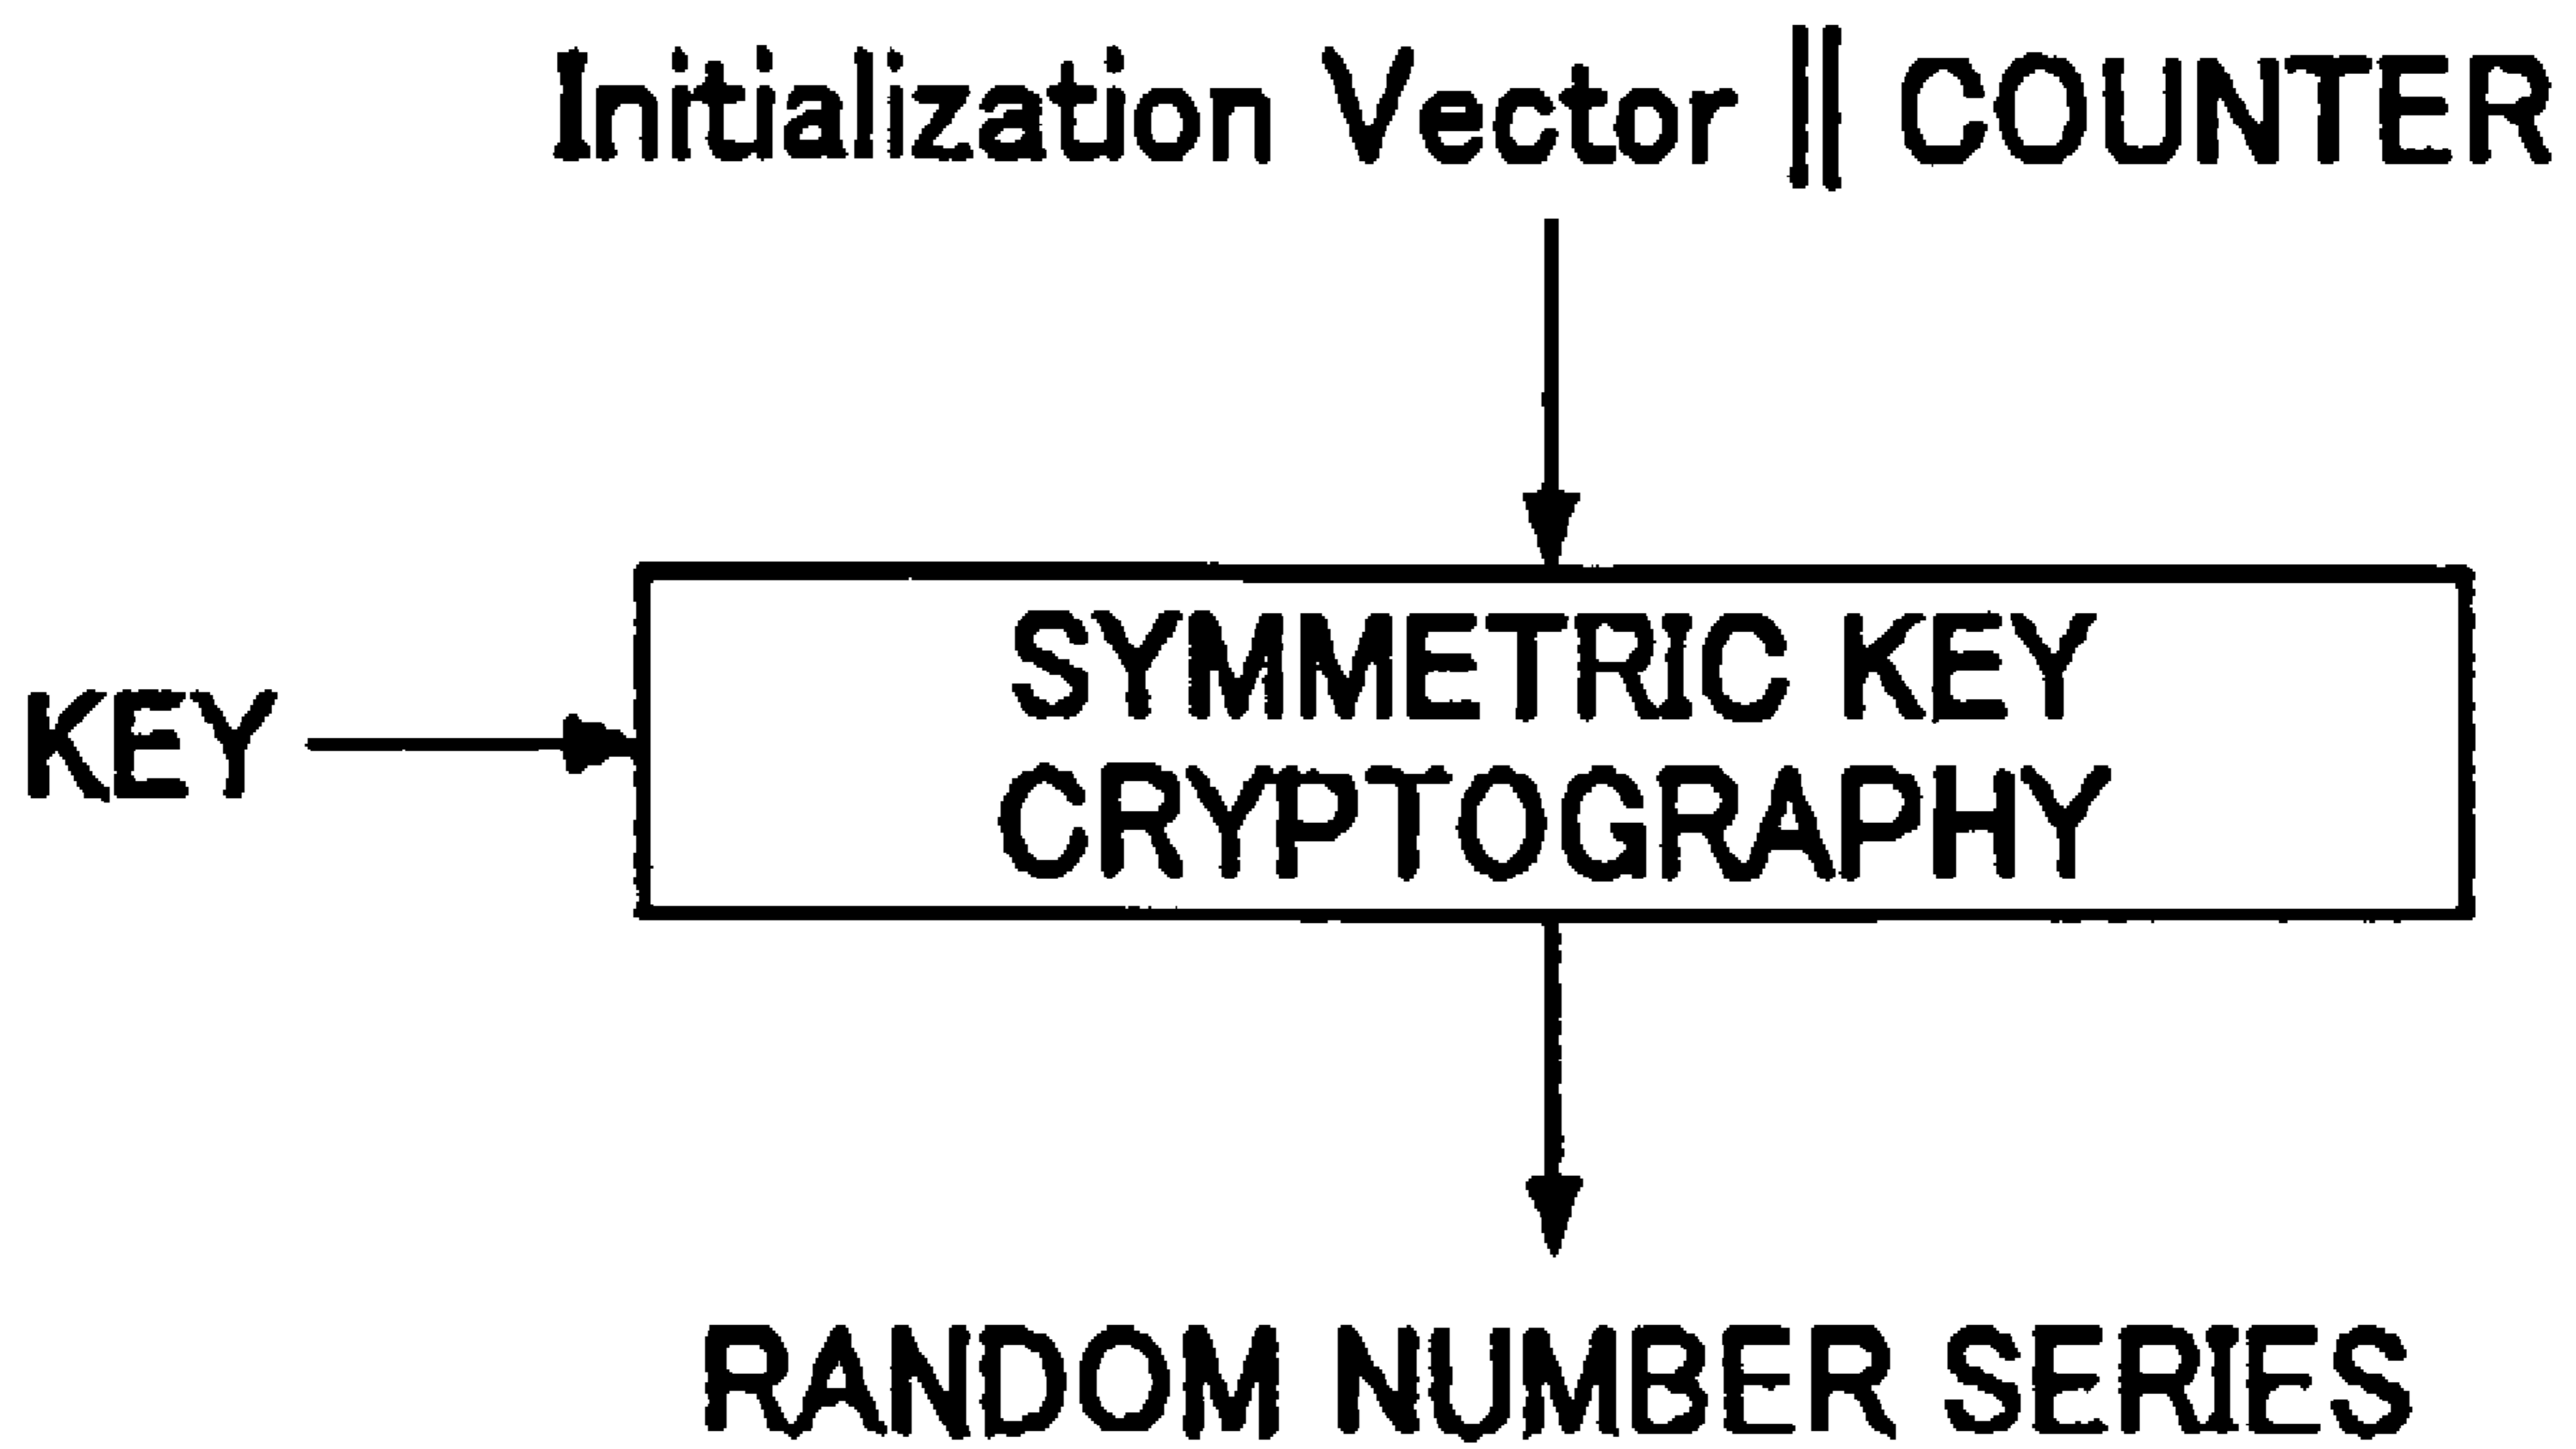 Initialization Vector || COUNTER
KEY
SYMMETRIC KEY
CRYPTOGRAPHY
RANDOM NUMBER SERIES